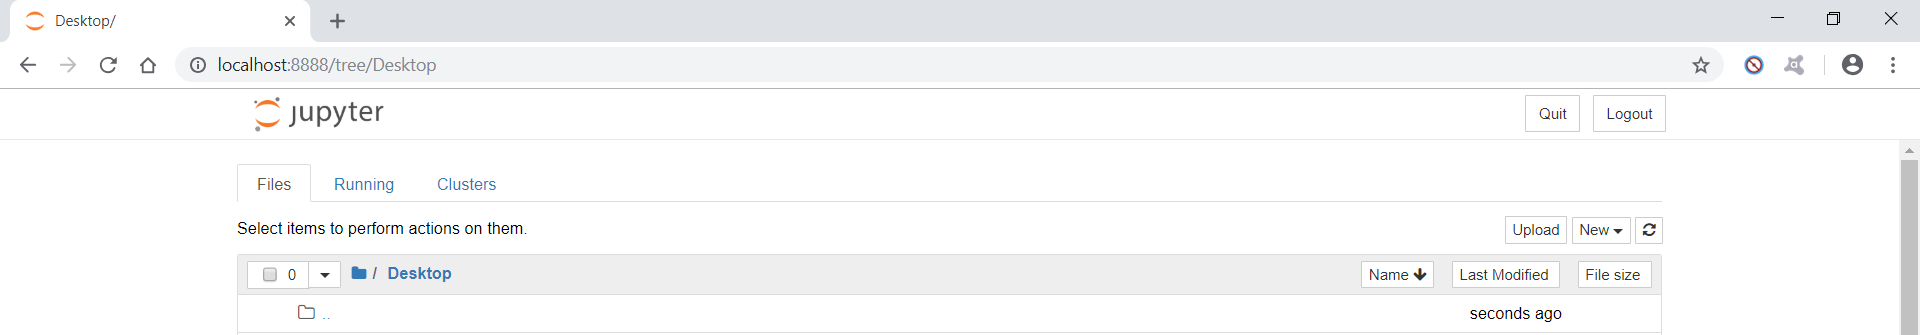 Desktop/
localhost:8888/tree/Desktop
jupyter
Quit Logout
Files Running Clusters
Select items to perform actions on them.
Upload New
0 / Desktop Name Last Modified File size
.. seconds ago